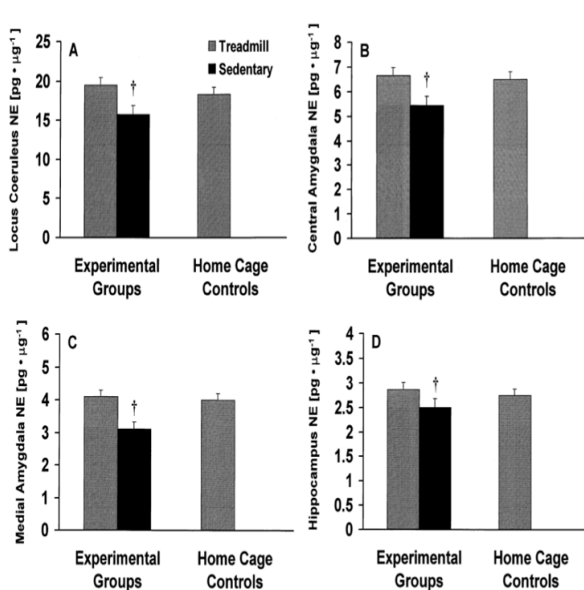 A
Treadmill
Sedentary
Locus Coeruleus NE [pg • µg⁻¹ ]
25
20
15
10
5
0
†
Experimental
Groups
Home Cage
Controls
B
Central Amygdala NE [pg • µg⁻¹ ]
8
7
6
5
4
3
2
1
0
†
Experimental
Groups
Home Cage
Controls
C
Medial Amygdala NE [pg • µg⁻¹ ]
6
5
4
3
2
1
0
†
Experimental
Groups
Home Cage
Controls
D
Hippocampus NE [pg • µg⁻¹ ]
4
3.5
3
2.5
2
1.5
1
0.5
0
†
Experimental
Groups
Home Cage
Controls